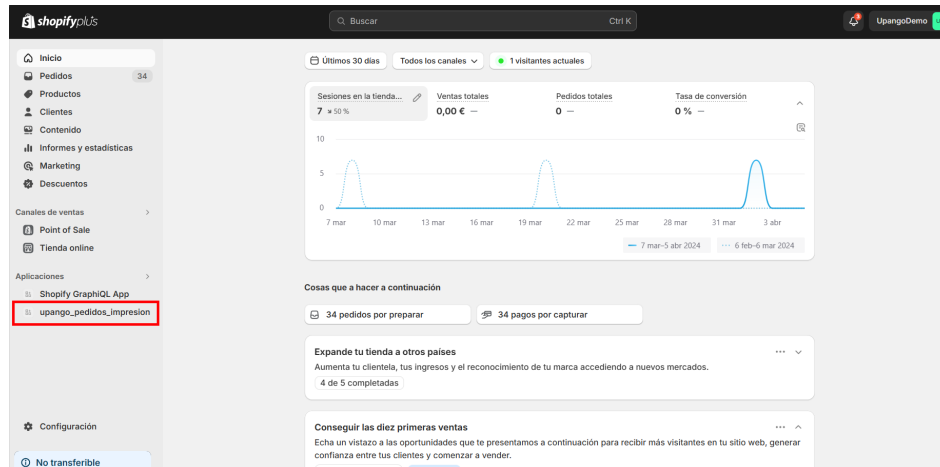 shopifyplus
Buscar
Ctrl K
3
UpangoDemo
Inicio
Pedidos 34
Productos
Clientes
Contenido
Informes y estadísticas
Marketing
Descuentos
Canales de ventas
Point of Sale
Tienda online
Aplicaciones
Shopify GraphiQL App
upango_pedidos_impresion
Configuración
No transferible
Últimos 30 días
Todos los canales
1 visitantes actuales
Sesiones en la tienda...
7 50 %
Ventas totales
0,00 € —
Pedidos totales
0 —
Tasa de conversión
0 % —
10
5
0
7 mar 10 mar 13 mar 16 mar 19 mar 22 mar 25 mar 28 mar 31 mar 3 abr
7 mar–5 abr 2024
6 feb–6 mar 2024
Cosas que a hacer a continuación
34 pedidos por preparar
34 pagos por capturar
Expande tu tienda a otros países
Aumenta tu clientela, tus ingresos y el reconocimiento de tu marca accediendo a nuevos mercados.
4 de 5 completadas
Conseguir las diez primeras ventas
Echa un vistazo a las oportunidades que te presentamos a continuación para recibir más visitantes en tu sitio web, generar
confianza entre tus clientes y comenzar a vender.